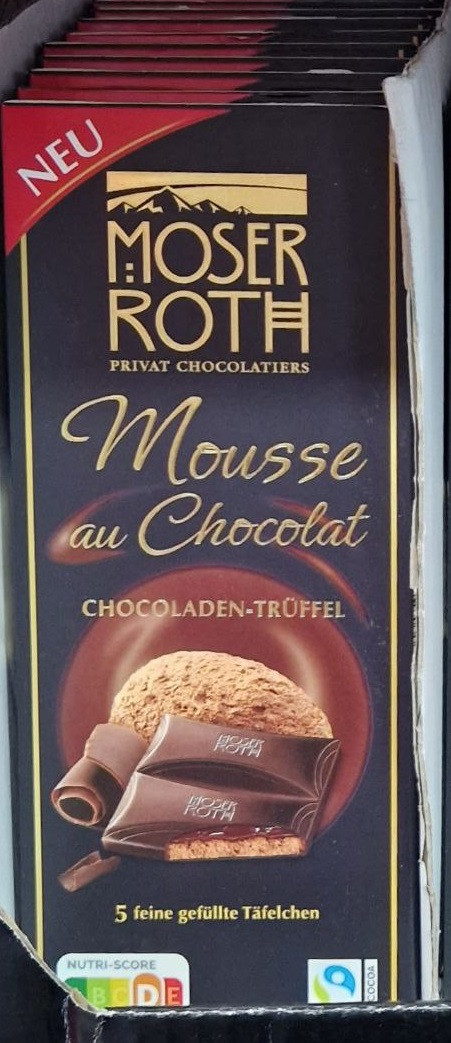 NEU
MOSER
ROTH
PRIVAT CHOCOLATIERS
Mousse
au Chocolat
CHOCOLADEN-TRÜFFEL
MOSER
ROTH
MOSER
ROTH
5 feine gefüllte Täfelchen
NUTRI-SCORE
B C D E
COCOA